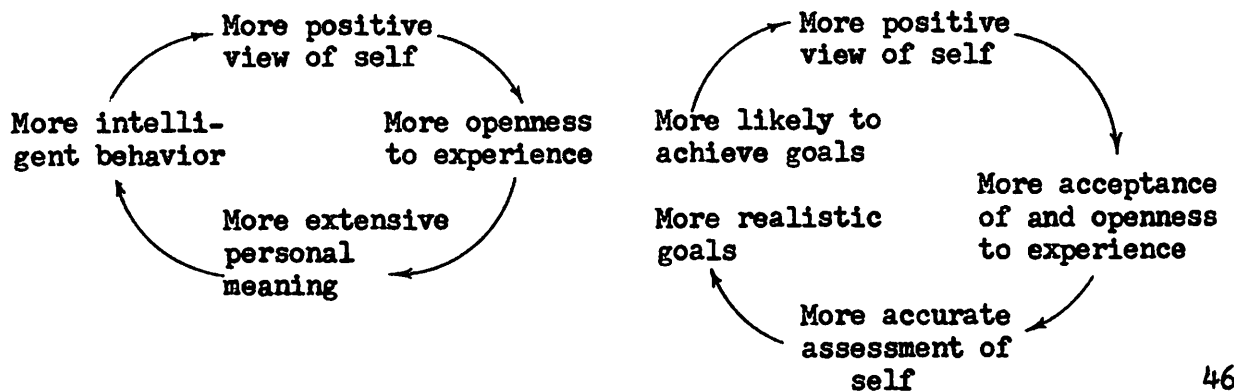 More positive
view of self
More openness
to experience
More extensive
personal
meaning
More intelli-
gent behavior
More positive
view of self
More acceptance
of and openness
to experience
More accurate
assessment of
self
More realistic
goals
More likely to
achieve goals
46